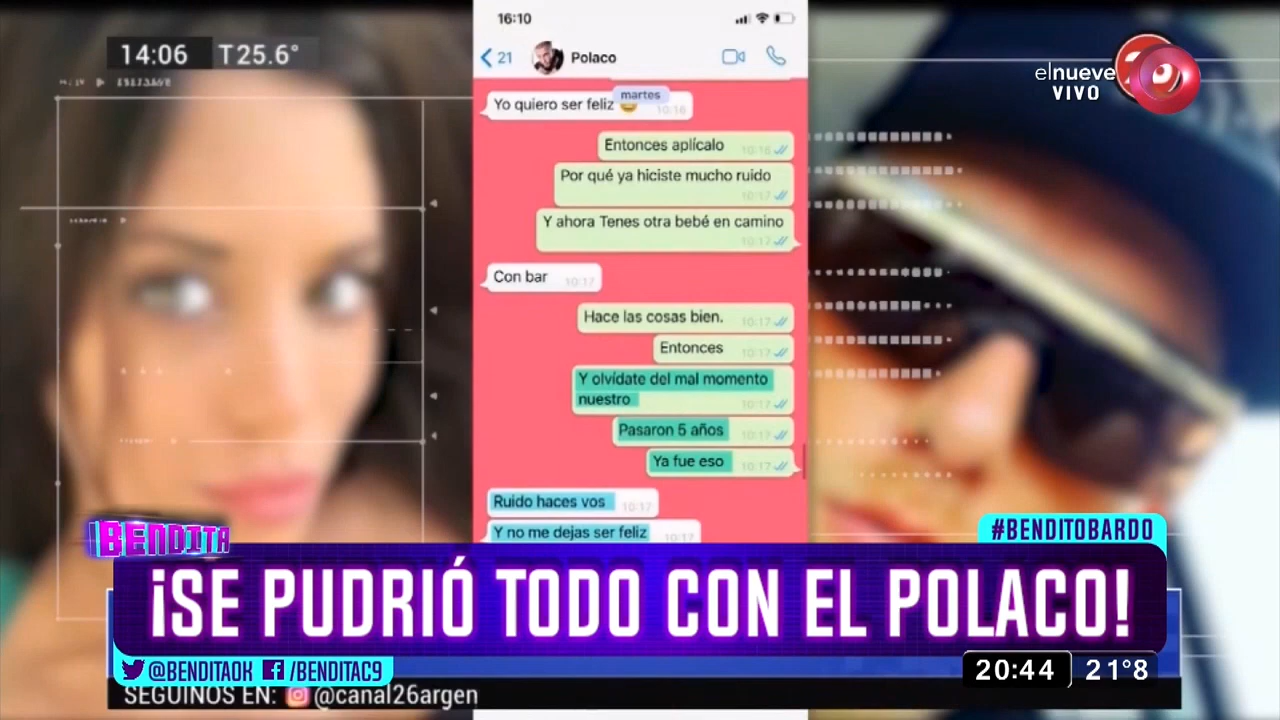 14:06 T 25.6°
16:10
21 Polaco
elnueve
VIVO
martes
Yo quiero ser feliz 10:16
Entonces aplícalo 10:16
Por qué ya hiciste mucho ruido
10:17
Y ahora Tenes otra bebé en camino
10:17
Con bar 10:17
Hace las cosas bien. 10:17
Entonces 10:17
Y olvídate del mal momento
nuestro 10:17
Pasaron 5 años 10:17
Ya fue eso 10:17
Ruido haces vos 10:17
Y no me dejas ser feliz 10:17
BENDITA
#BENDITOBARDO
¡SE PUDRIÓ TODO CON EL POLACO!
@BENDITAOK /BENDITAC9
20:44 21°8
SEGUINOS EN: @canal26argen